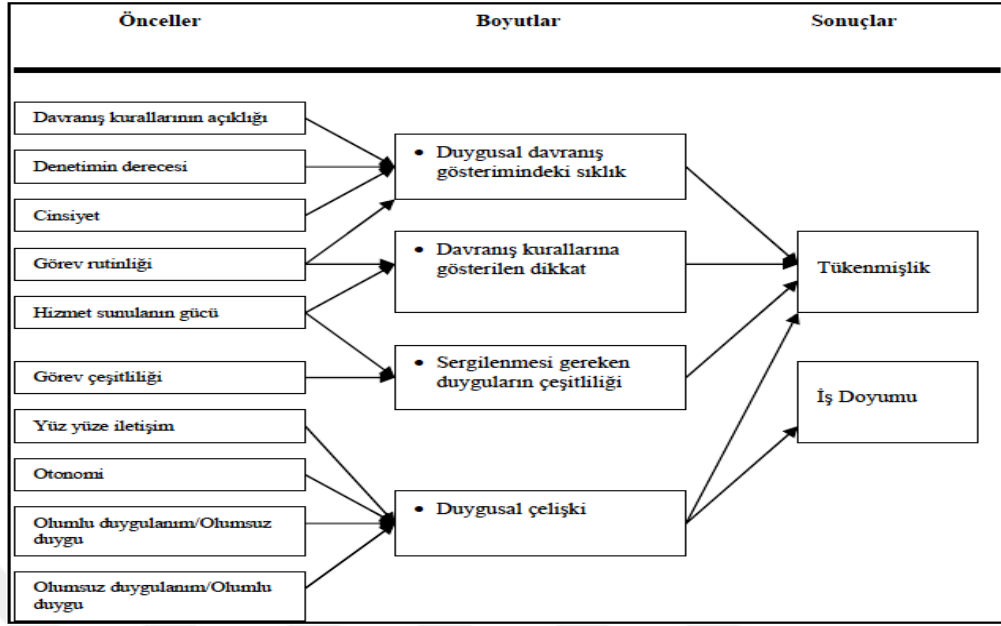 Önceller Boyutlar Sonuçlar
Davranış kurallarının açıklığı
Denetimin derecesi
Cinsiyet
Görev rutinliği
Hizmet sunulanın gücü
Görev çeşitliliği
Yüz yüze iletişim
Otonomi
Olumlu duygulanım/Olumsuz
duygu
Olumsuz duygulanım/Olumlu
duygu
• Duygusal davranış
gösterimindeki sıklık
• Davranış kurallarına
gösterilen dikkat
• Sergilenmesi gereken
duyguların çeşitliliği
• Duygusal çelişki
Tükenmişlik
İş Doyumu